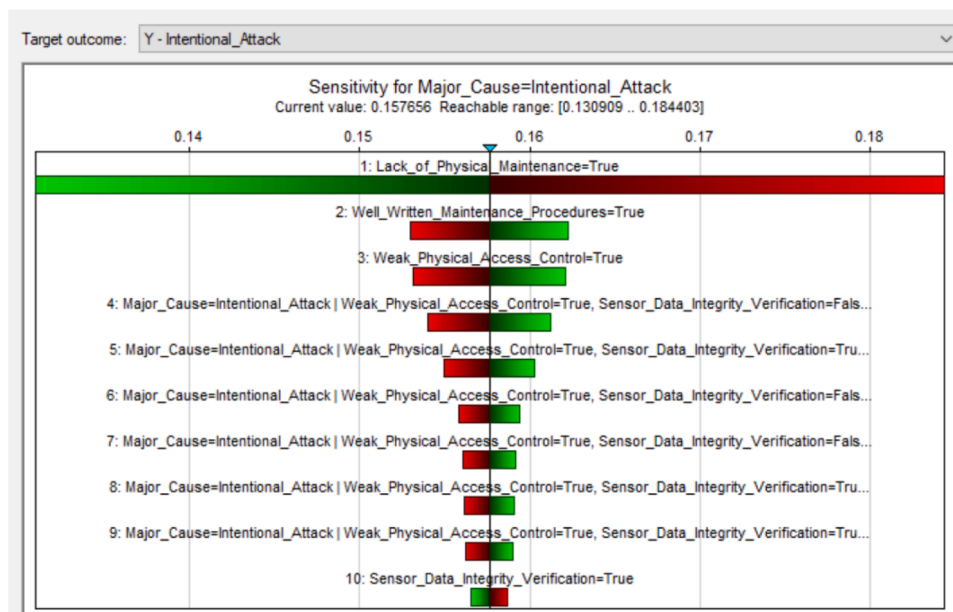 Target outcome: Y - Intentional_Attack
Sensitivity for Major_Cause=Intentional_Attack
Current value: 0.157656 Reachable range: [0.130909 .. 0.184403]
0.14 0.15 0.16 0.17 0.18
1: Lack_of_Physical_Maintenance=True
2: Well_Written_Maintenance_Procedures=True
3: Weak_Physical_Access_Control=True
4: Major_Cause=Intentional_Attack | Weak_Physical_Access_Control=True, Sensor_Data_Integrity_Verification=Fals...
5: Major_Cause=Intentional_Attack | Weak_Physical_Access_Control=True, Sensor_Data_Integrity_Verification=Tru...
6: Major_Cause=Intentional_Attack | Weak_Physical_Access_Control=True, Sensor_Data_Integrity_Verification=Fals...
7: Major_Cause=Intentional_Attack | Weak_Physical_Access_Control=True, Sensor_Data_Integrity_Verification=Fals...
8: Major_Cause=Intentional_Attack | Weak_Physical_Access_Control=True, Sensor_Data_Integrity_Verification=Tru...
9: Major_Cause=Intentional_Attack | Weak_Physical_Access_Control=True, Sensor_Data_Integrity_Verification=Tru...
10: Sensor_Data_Integrity_Verification=True